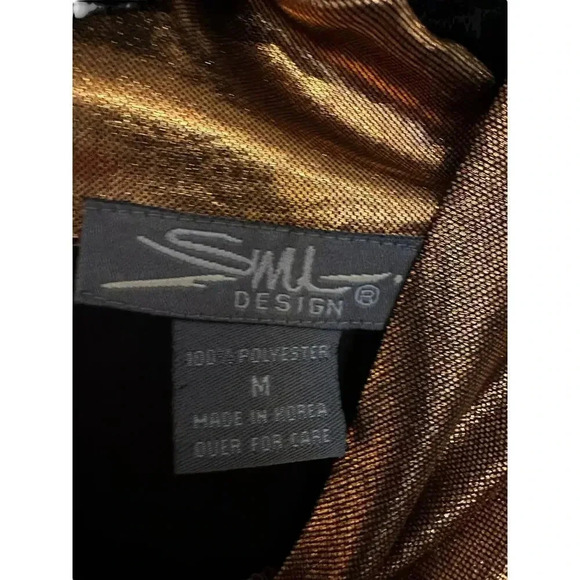 SML
DESIGN ®
100% POLYESTER
M
MADE IN KOREA
OVER FOR CARE